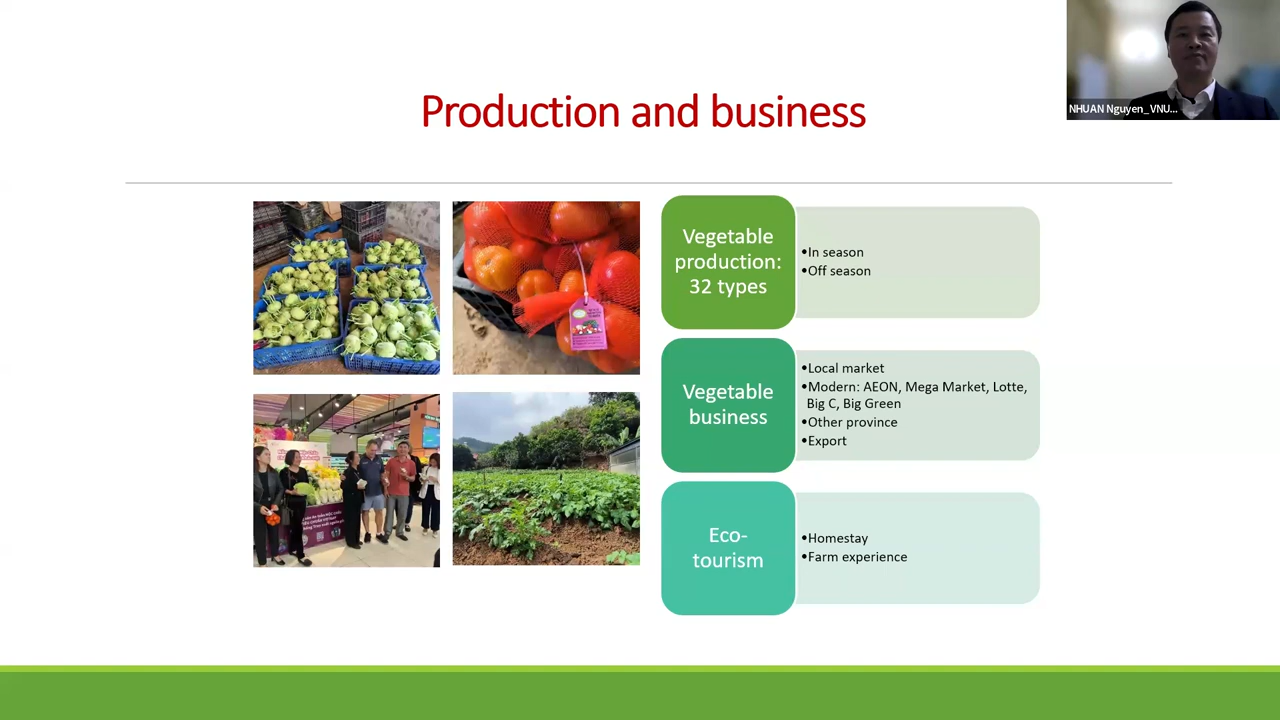 NHUAN Nguyen_VNU...
Production and business
Vegetable
production:
32 types
•In season
•Off season
Vegetable
business
•Local market
•Modern: AEON, Mega Market, Lotte,
Big C, Big Green
•Other province
•Export
Eco-
tourism
•Homestay
•Farm experience